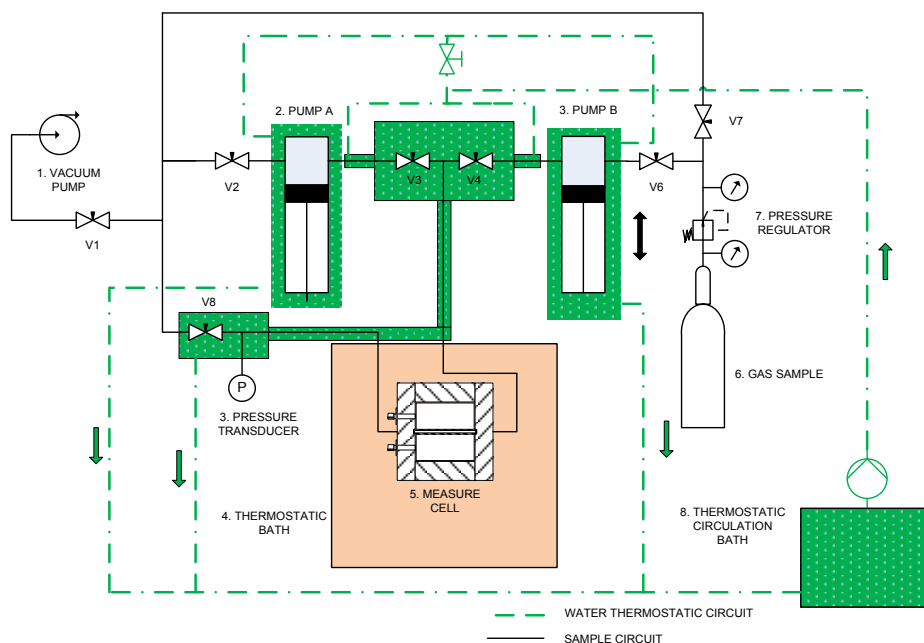 2. PUMP A
3. PUMP B
V7
1. VACUUM
PUMP
V2
V3
V4
V6
V1
7. PRESSURE
REGULATOR
V8
P
3. PRESSURE
TRANSDUCER
6. GAS SAMPLE
5. MEASURE
CELL
4. THERMOSTATIC
BATH
8. THERMOSTATIC
CIRCULATION
BATH
WATER THERMOSTATIC CIRCUIT
SAMPLE CIRCUIT